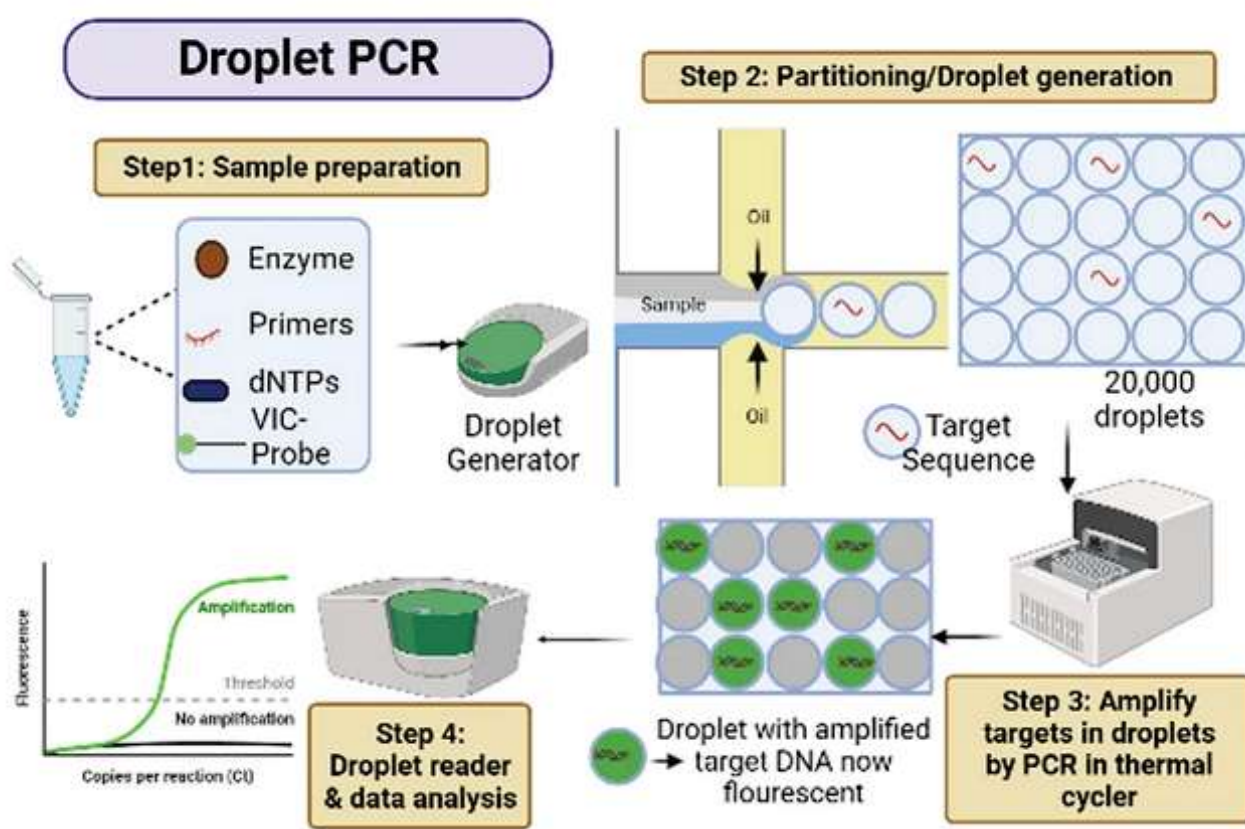 Droplet PCR
Step1: Sample preparation
Enzyme
Primers
dNTPs
VIC-
Probe
Droplet
Generator
Step 2: Partitioning/Droplet generation
Oil
Sample
Oil
20,000
droplets
Target
Sequence
Step 3: Amplify
targets in droplets
by PCR in thermal
cycler
Droplet with amplified
target DNA now
flourescent
Step 4:
Droplet reader
& data analysis
Fluorescence
Amplification
Threshold
No amplification
Copies per reaction (Ct)